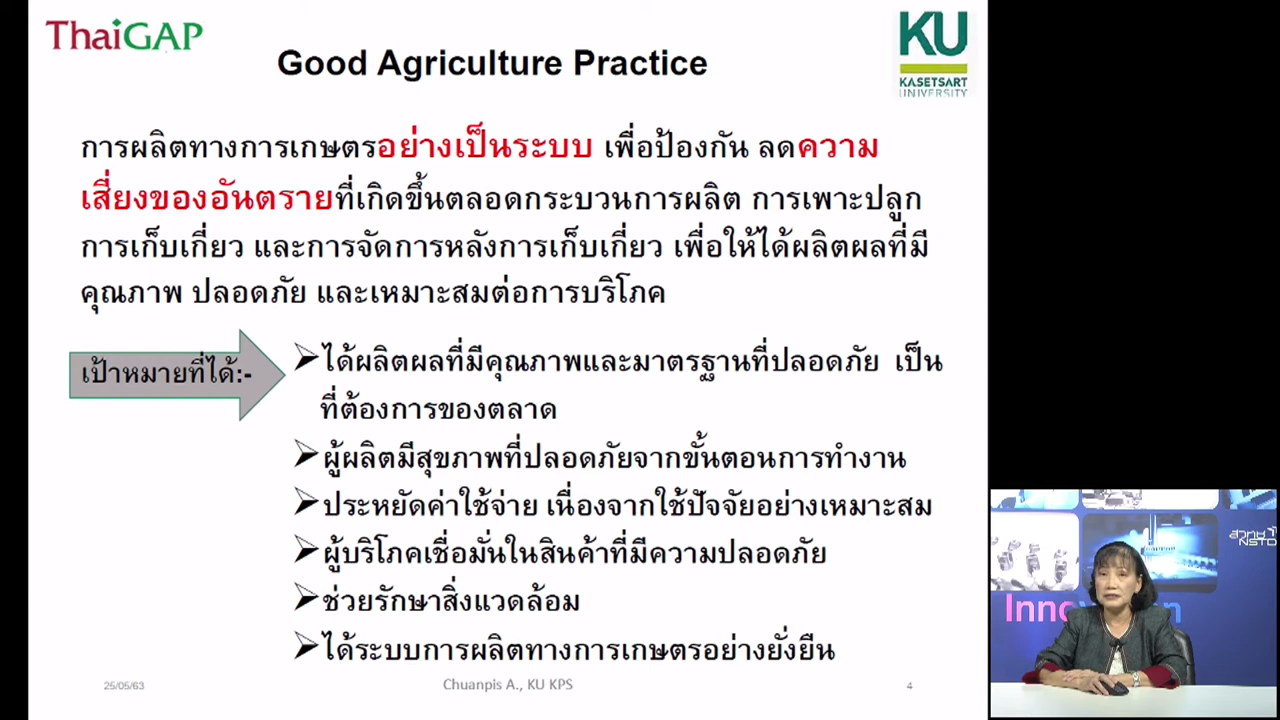 ThaiGAP
KU
KASETSART
UNIVERSITY
Good Agriculture Practice
การผลิตทางการเกษตรอย่างเป็นระบบ เพื่อป้องกัน ลดความ
เสี่ยงของอันตรายที่เกิดขึ้นตลอดกระบวนการผลิต การเพาะปลูก
การเก็บเกี่ยว และการจัดการหลังการเก็บเกี่ยว เพื่อให้ได้ผลิตผลที่มี
คุณภาพ ปลอดภัย และเหมาะสมต่อการบริโภค
เป้าหมายที่ได้:-
➢ได้ผลิตผลที่มีคุณภาพและมาตรฐานที่ปลอดภัย เป็น
ที่ต้องการของตลาด
➢ผู้ผลิตมีสุขภาพที่ปลอดภัยจากขั้นตอนการทำงาน
➢ประหยัดค่าใช้จ่าย เนื่องจากใช้ปัจจัยอย่างเหมาะสม
➢ผู้บริโภคเชื่อมั่นในสินค้าที่มีความปลอดภัย
➢ช่วยรักษาสิ่งแวดล้อม
➢ได้ระบบการผลิตทางการเกษตรอย่างยั่งยืน
25/05/63
Chuanpis A., KU KPS
4